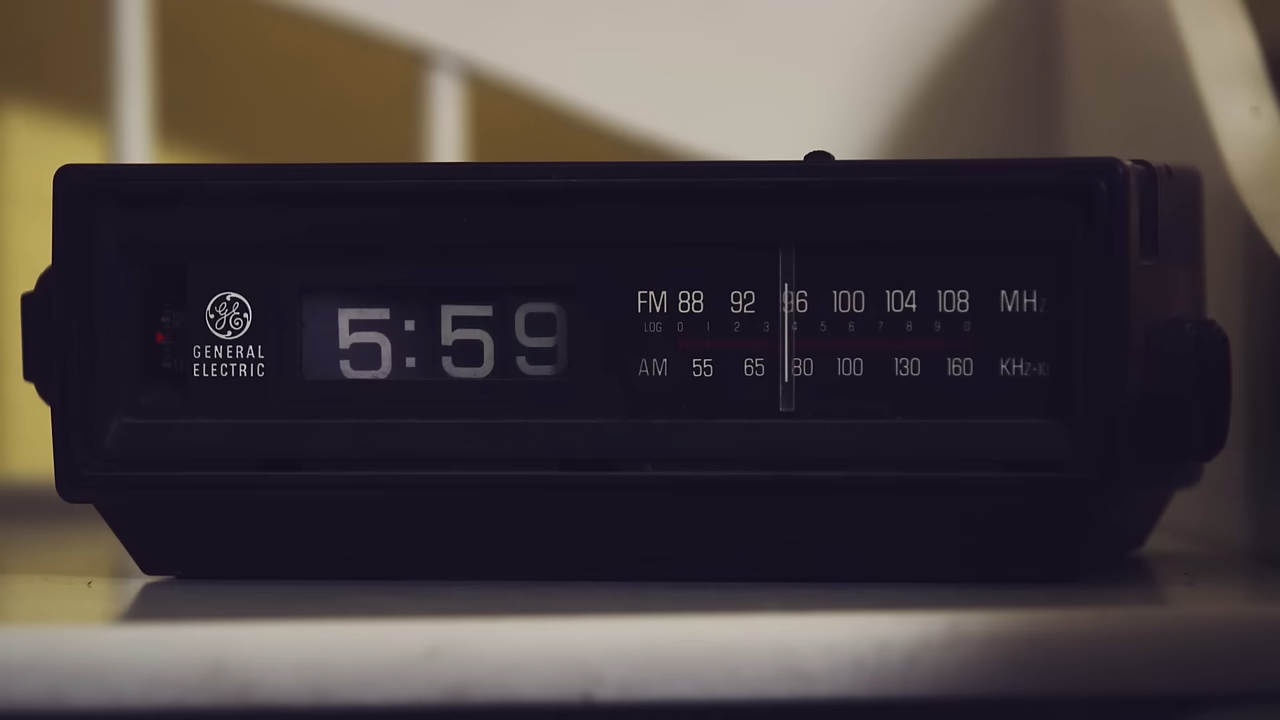 GE
GENERAL
ELECTRIC
5:59
FM 88 92 96 100 104 108 MHz
LOG 0 1 2 3 4 5 6 7 8 9 0
AM 55 65 80 100 130 160 KHz×10